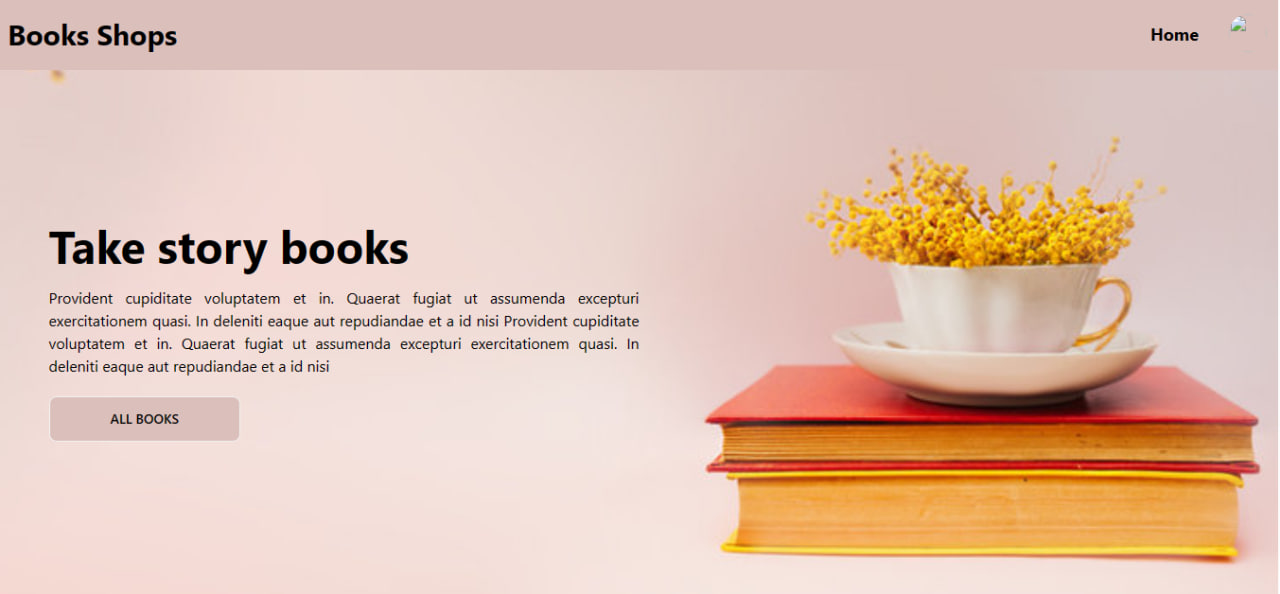 Books Shops
Home
Take story books
Provident cupiditate voluptatem et in. Quaerat fugiat ut assumenda excepturi
exercitationem quasi. In deleniti eaque aut repudiandae et a id nisi Provident cupiditate
voluptatem et in. Quaerat fugiat ut assumenda excepturi exercitationem quasi. In
deleniti eaque aut repudiandae et a id nisi
ALL BOOKS